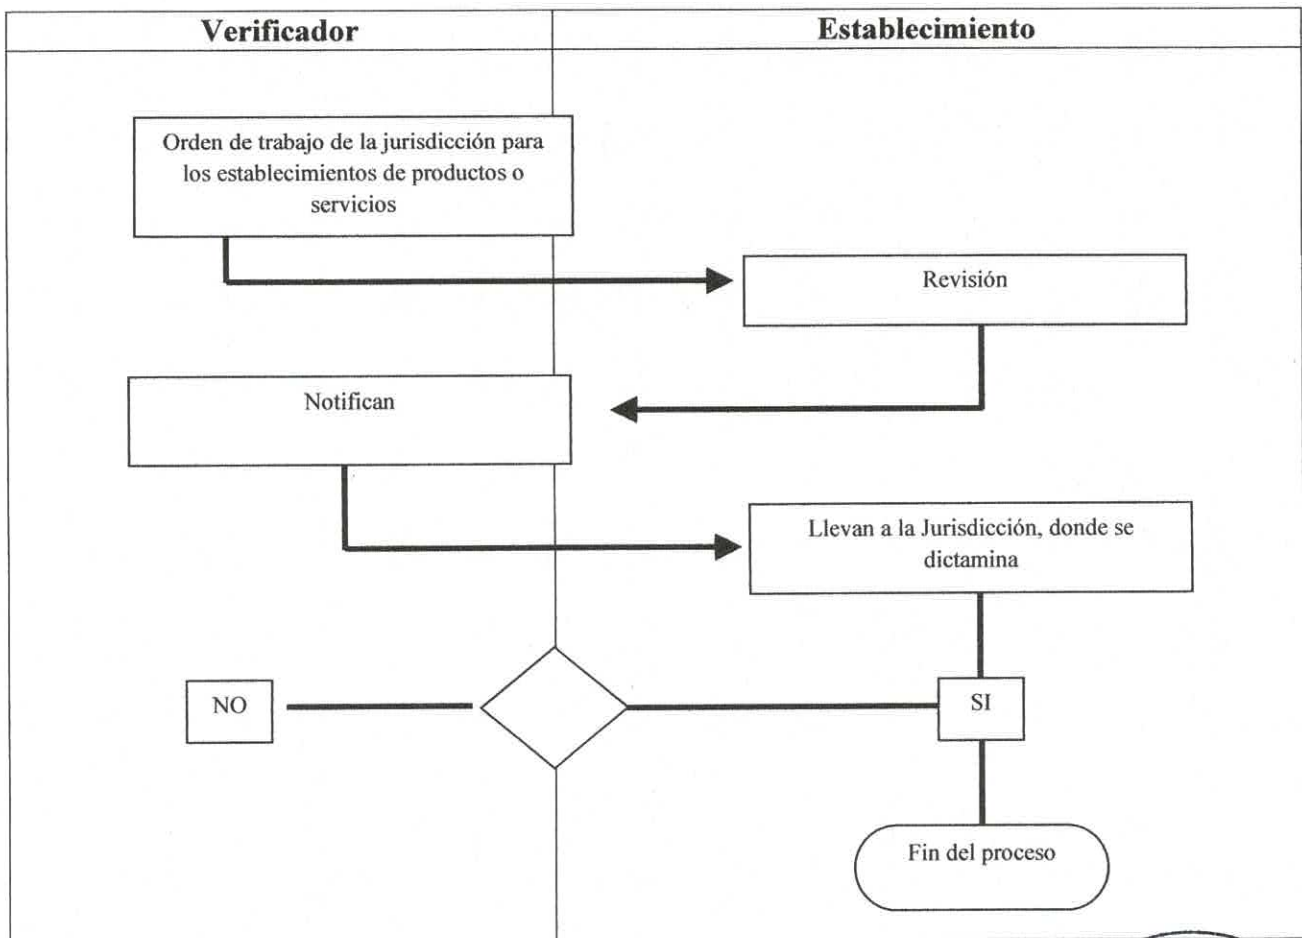 Verificador
Establecimiento
Orden de trabajo de la jurisdicción para
los establecimientos de productos o
servicios
Revisión
Notifican
Llevan a la Jurisdicción, donde se
dictamina
NO
SI
Fin del proceso